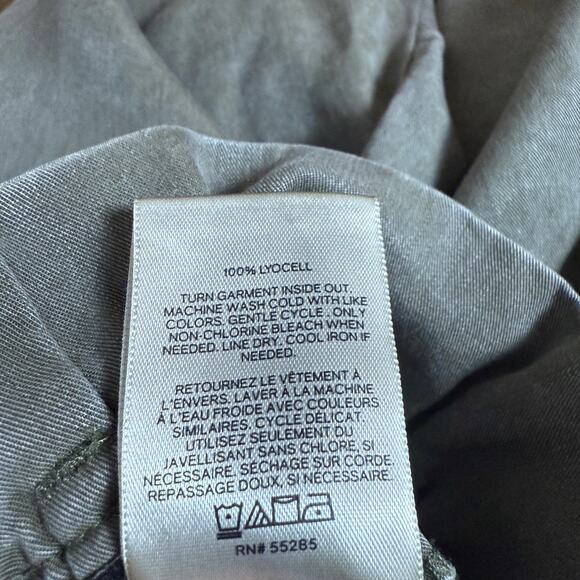 100% LYOCELL
TURN GARMENT INSIDE OUT.
MACHINE WASH COLD WITH LIKE
COLORS, GENTLE CYCLE . ONLY
NON-CHLORINE BLEACH WHEN
NEEDED. LINE DRY. COOL IRON IF
NEEDED.
RETOURNEZ LE VÊTEMENT À
L'ENVERS. LAVER À LA MACHINE
À L'EAU FROIDE AVEC COULEURS
SIMILAIRES. CYCLE DÉLICAT.
UTILISEZ SEULEMENT DU
JAVELLISANT SANS CHLORE, SI
NÉCESSAIRE. SÉCHAGE SUR CORDE.
REPASSAGE DOUX, SI NÉCESSAIRE.
RN# 55285